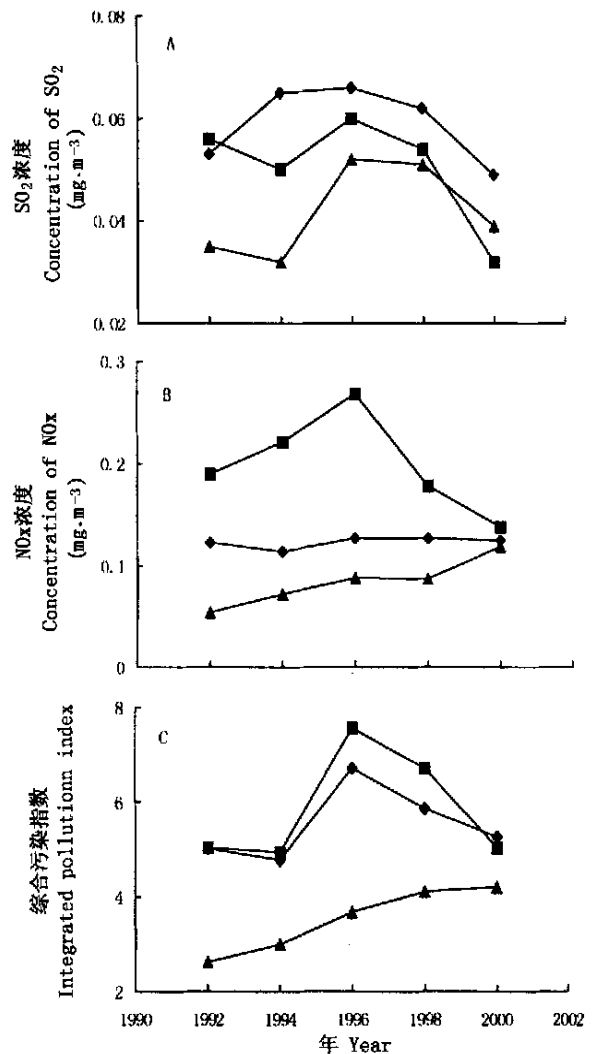 0.08
A
0.06
0.04
0.02
SO₂浓度
Concentration of SO₂
(mg·m⁻³)
0.3
B
0.2
0.1
0
NOx浓度
Concentration of NOx
(mg·m⁻³)
8
C
6
4
2
综合污染指数
Integrated pollutionn index
1990 1992 1994 1996 1998 2000 2002
年 Year